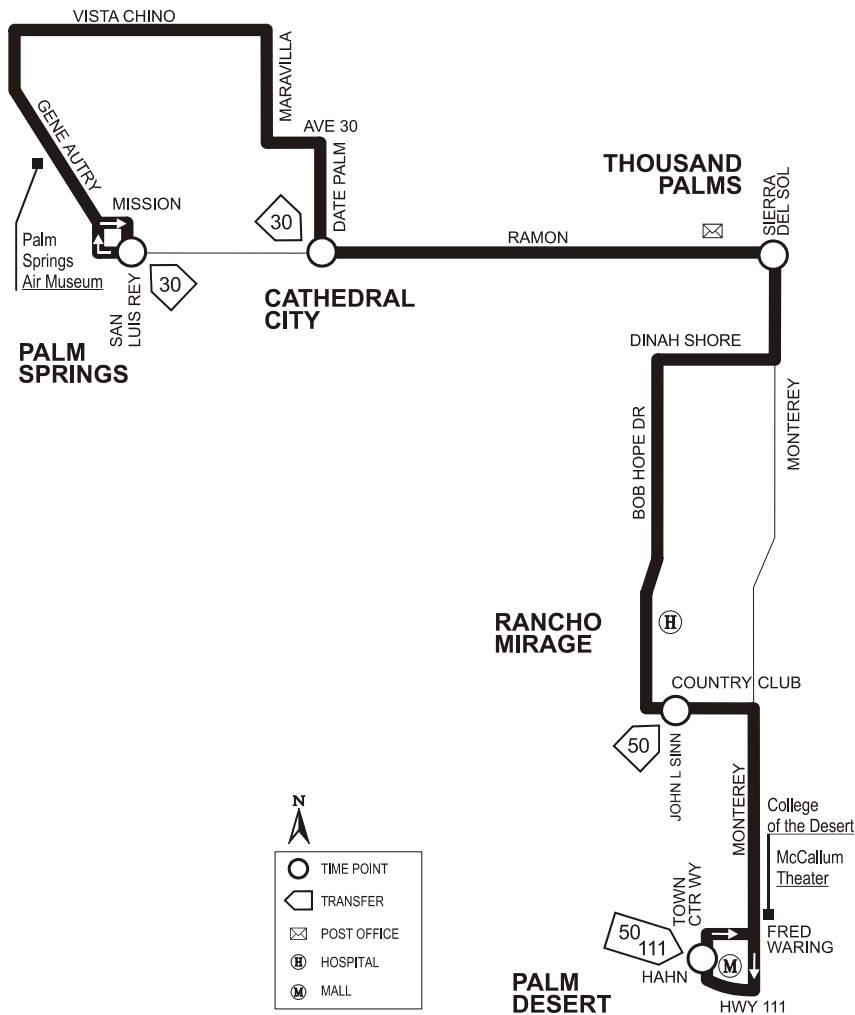 VISTA CHINO
MARAVILLA
GENE AUTRY
AVE 30
DATE PALM
THOUSAND
PALMS
SIERRA
DEL SOL
MISSION
30
RAMON
Palm
Springs
Air Museum
30
SAN
LUIS REY
CATHEDRAL
CITY
PALM
SPRINGS
DINAH SHORE
MONTEREY
BOB HOPE DR
RANCHO
MIRAGE
H
COUNTRY CLUB
50
JOHN L SINN
MONTEREY
College
of the Desert
McCallum
Theater
TOWN
CTR WY
50
111
FRED
WARING
HAHN
M
PALM
DESERT
HWY 111
N
TIME POINT
TRANSFER
POST OFFICE
H HOSPITAL
M MALL